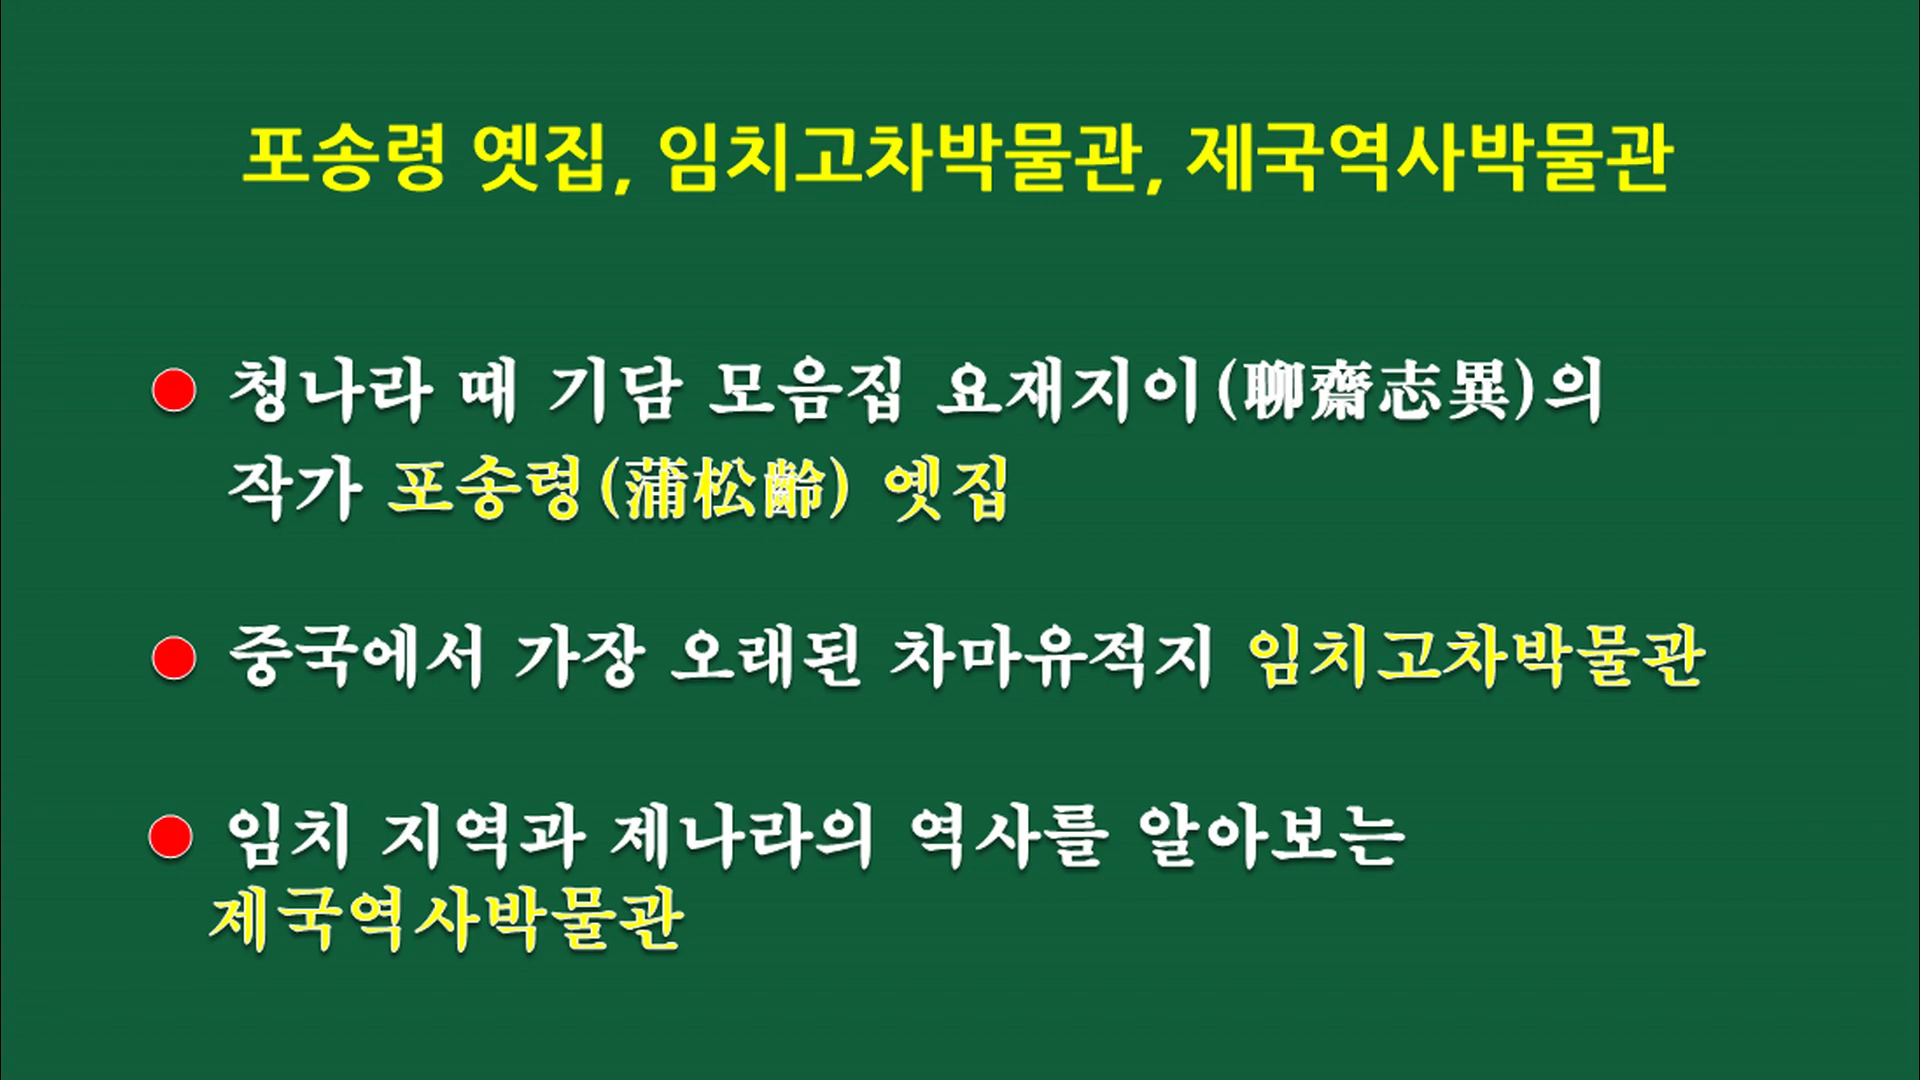 포송령 옛집, 임치고차박물관, 제국역사박물관
청나라 때 기담 모음집 요재지이(聊齋志異)의
작가 포송령(蒲松齡) 옛집
중국에서 가장 오래된 차마유적지 임치고차박물관
임치 지역과 제나라의 역사를 알아보는
제국역사박물관